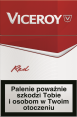 VICEROY
Red
Palenie poważnie
szkodzi Tobie
i osobom w Twoim
otoczeniu